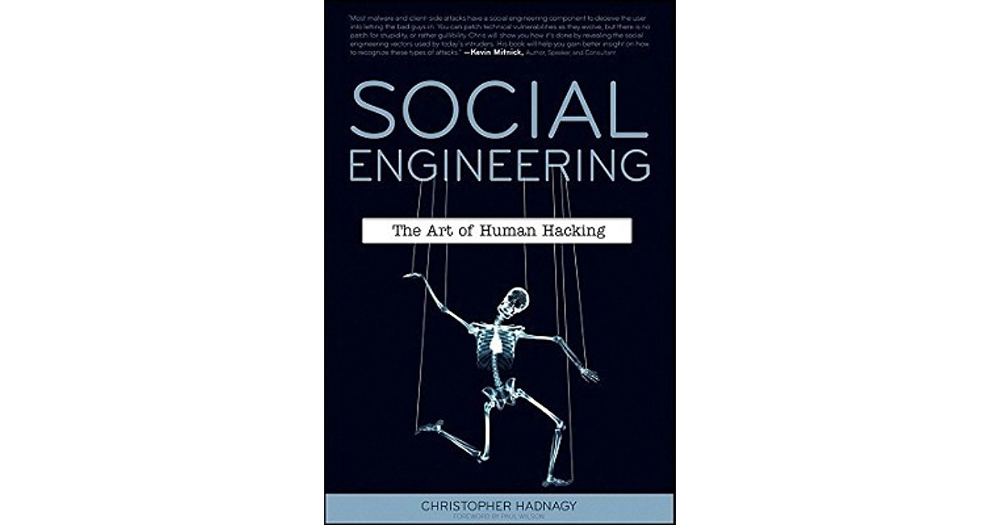 "Most malware and client-side attacks have a social engineering component to deceive the user
into letting the bad guys in. You can patch technical vulnerabilities as they evolve, but there is no
patch for stupidity, or rather gullibility. Chris will show you how it's done by revealing the social
engineering vectors used by today's intruders. His book will help you gain better insight on how
to recognize these types of attacks." —Kevin Mitnick, Author, Speaker, and Consultant
SOCIAL
ENGINEERING
The Art of Human Hacking
CHRISTOPHER HADNAGY
FOREWORD BY PAUL WILSON